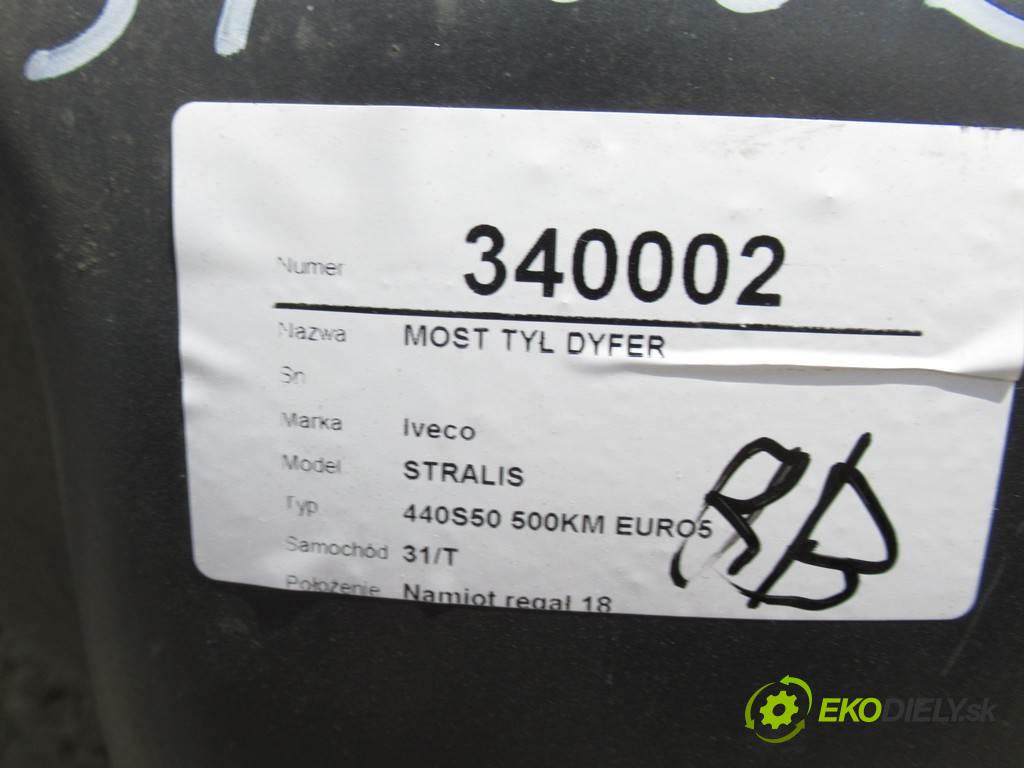 Numer 340002
Nazwa MOST TYŁ DYFER
Sn
Marka Iveco
Model STRALIS
Typ 440S50 500KM EURO5
Samochód 31/T
Położenie Namiot regał 18
EKODIELY.sk